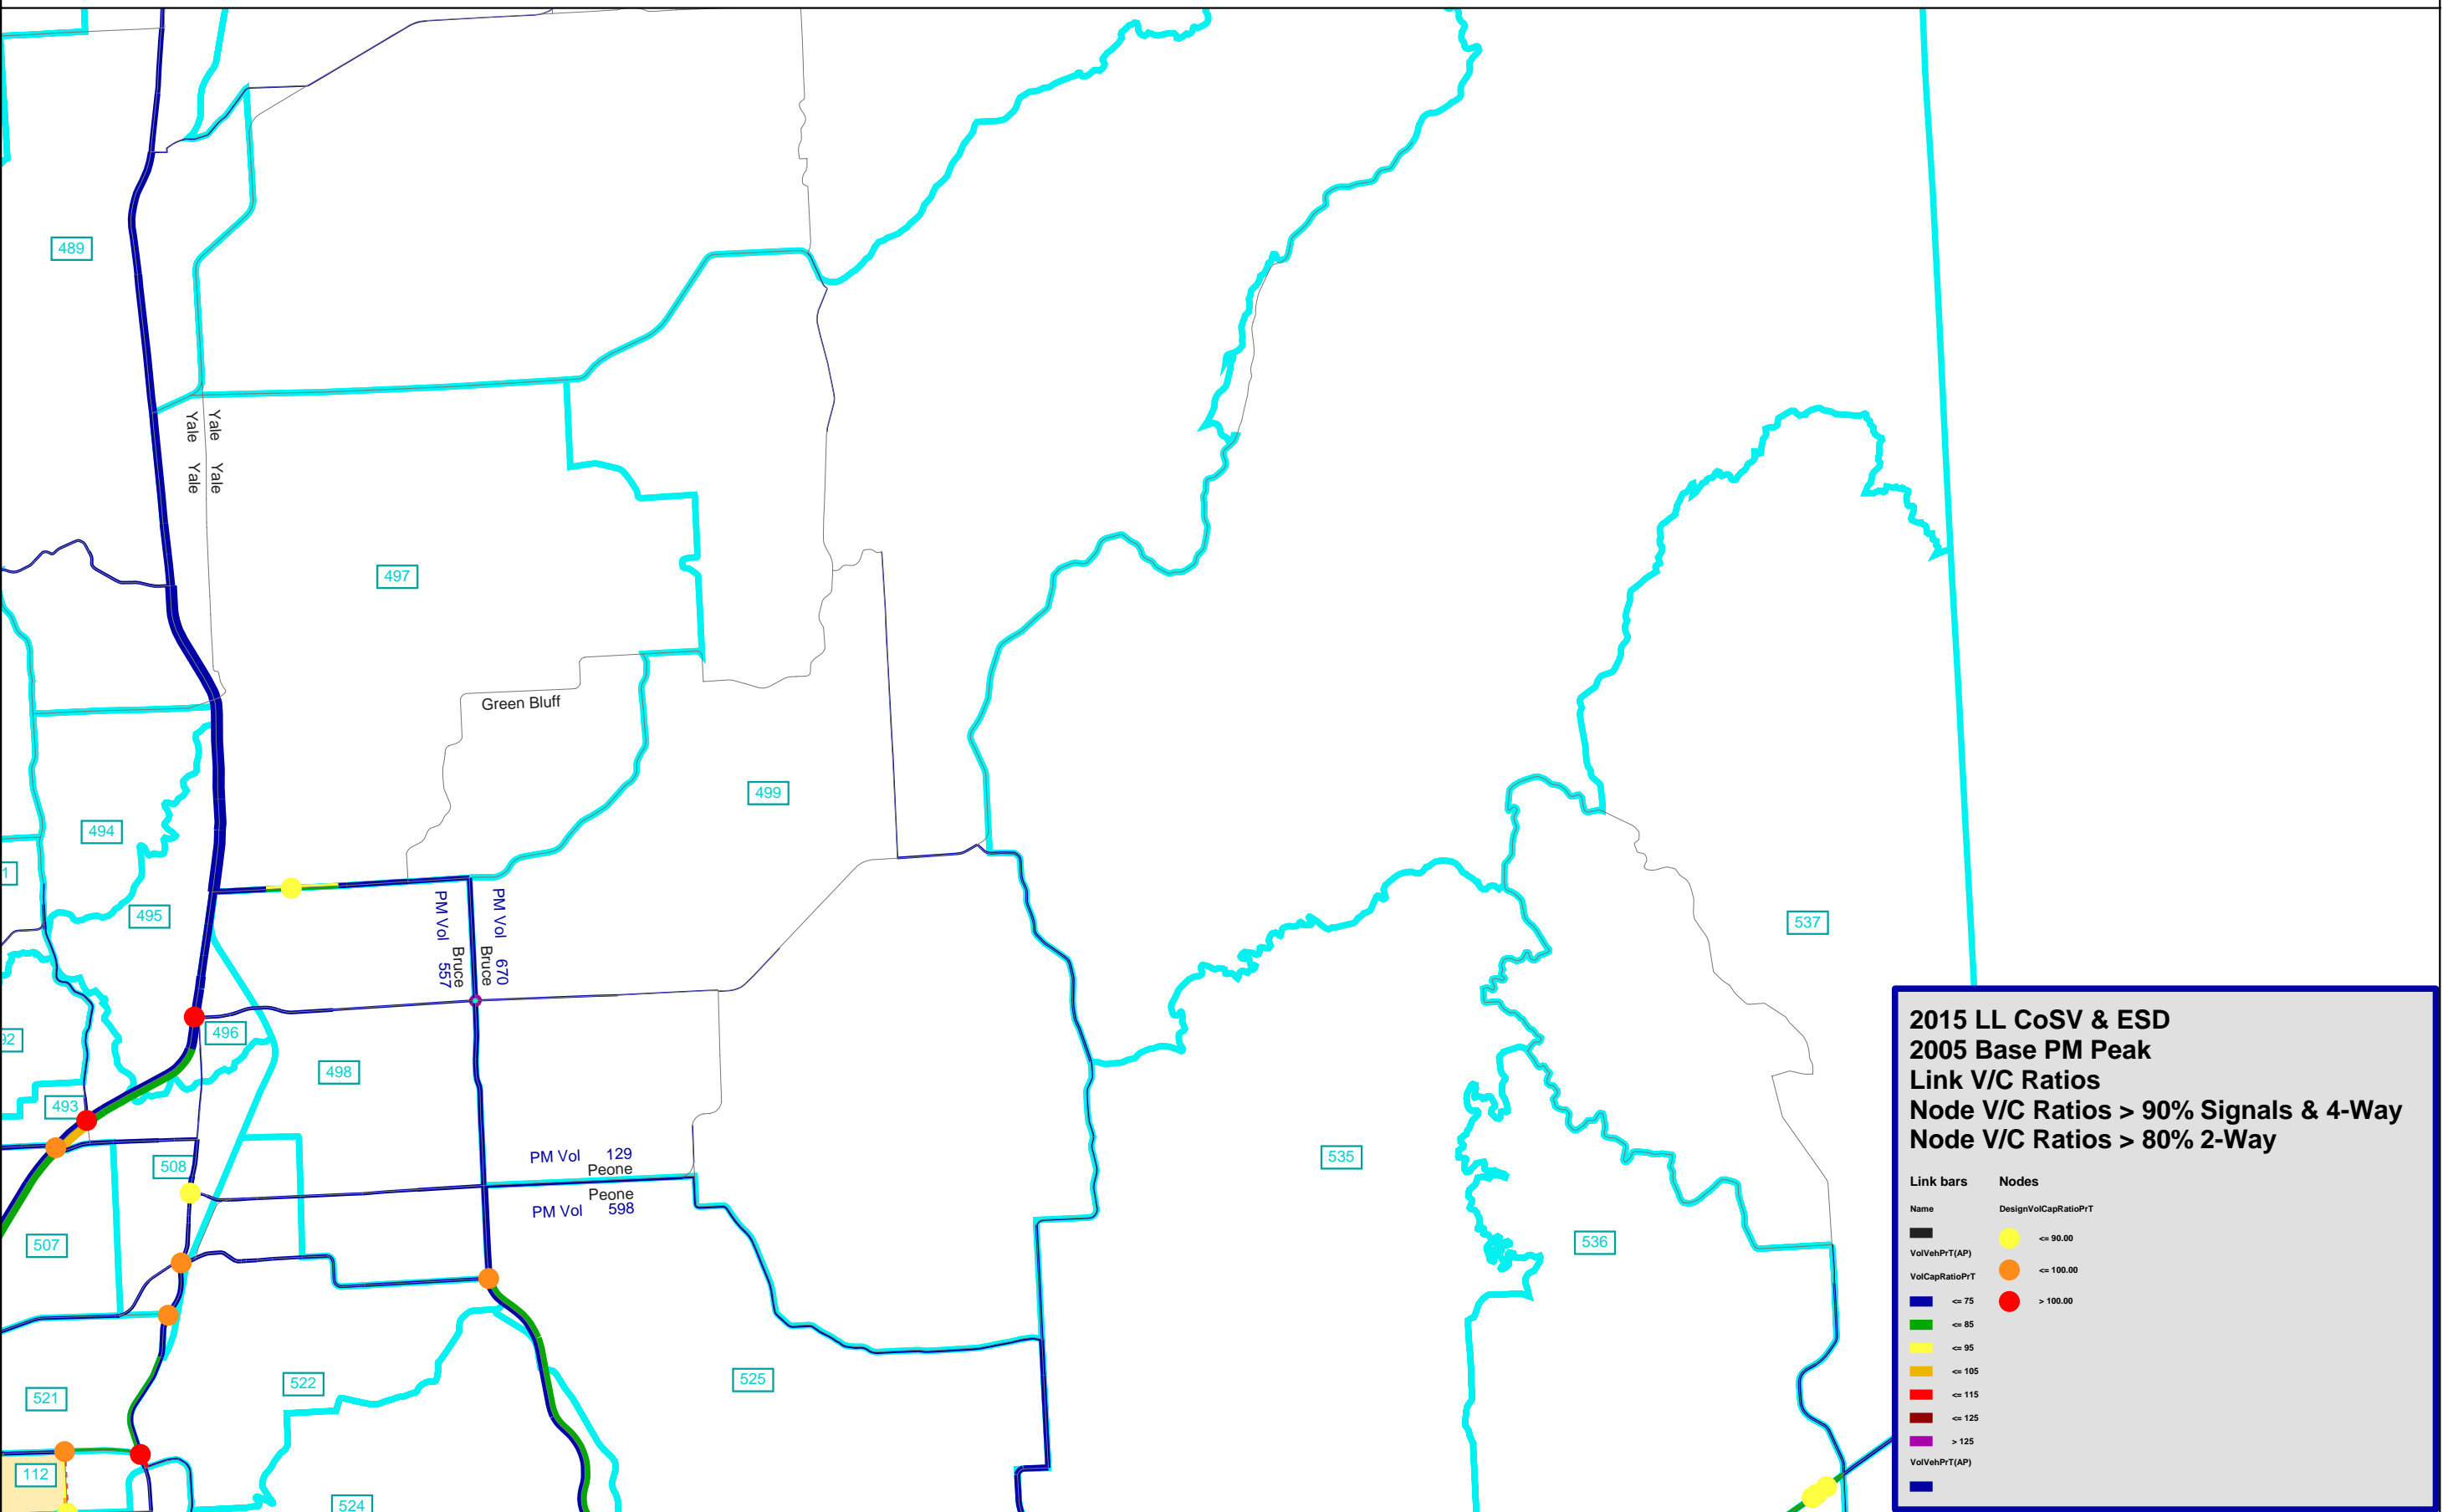 489
Yale
Yale
Yale
Yale
497
Green Bluff
499
494
1
495
PM Vol 557
Bruce
Bruce
PM Vol 670
537
92
496
498
493
508
PM Vol 129
Peone
Peone
PM Vol 598
535
507
536
522
525
521
112
524
2015 LL CoSV & ESD
2005 Base PM Peak
Link V/C Ratios
Node V/C Ratios > 90% Signals & 4-Way
Node V/C Ratios > 80% 2-Way
Link bars Nodes
Name DesignVolCapRatioPrT
<= 90.00
VolVehPrT(AP)
<= 100.00
VolCapRatioPrT
<= 75 > 100.00
<= 85
<= 95
<= 105
<= 115
<= 125
> 125
VolVehPrT(AP)